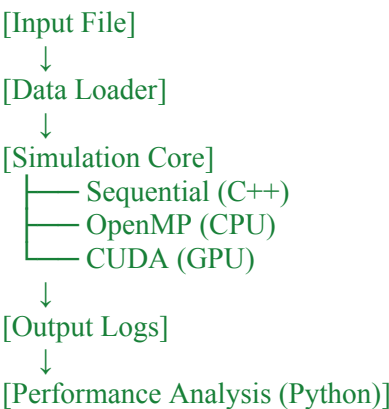 [Input File]
↓
[Data Loader]
↓
[Simulation Core]
├── Sequential (C++)
├── OpenMP (CPU)
└── CUDA (GPU)
↓
[Output Logs]
↓
[Performance Analysis (Python)]